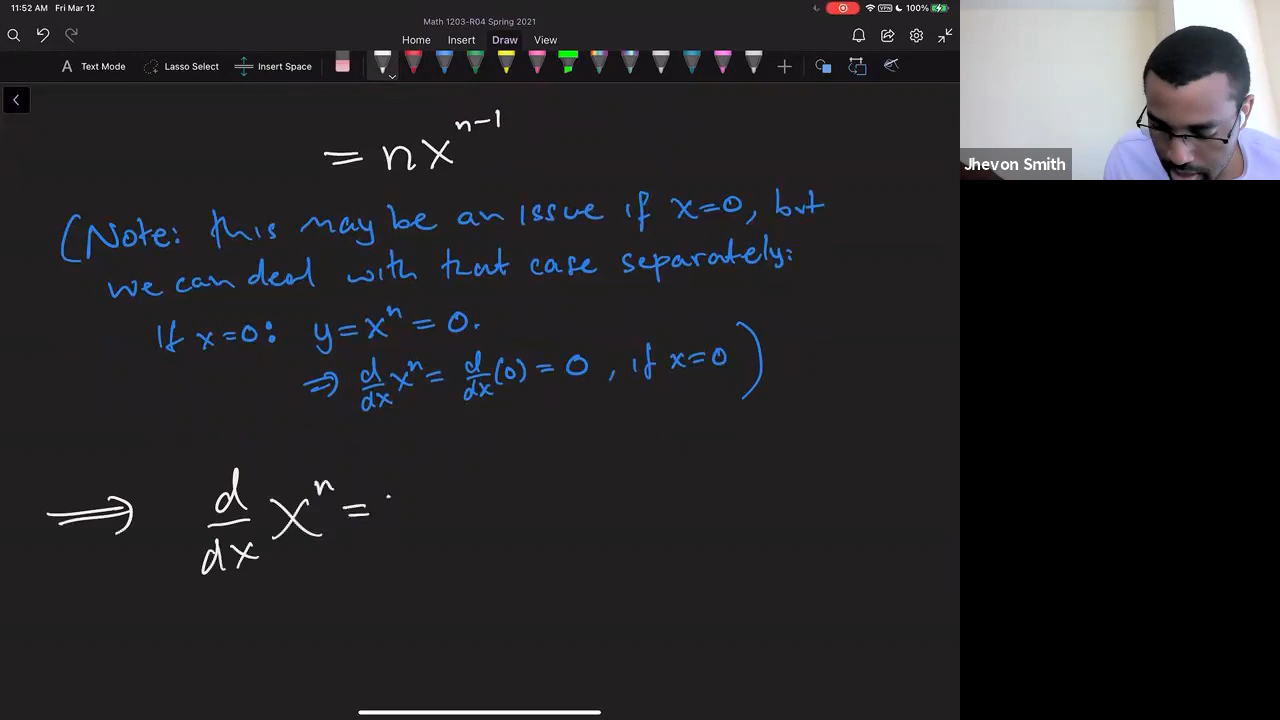 11:52 AM Fri Mar 12
100%
Math 1203-R04 Spring 2021
Home Insert Draw View
Text Mode Lasso Select Insert Space
= nx^{n-1}
(Note: this may be an issue if x=0, but
we can deal with that case separately:
If x=0: y=x^n = 0.
⇒ d/dx x^n = d/dx (0) = 0, if x=0)
⟹ d/dx x^n =
Jhevon Smith